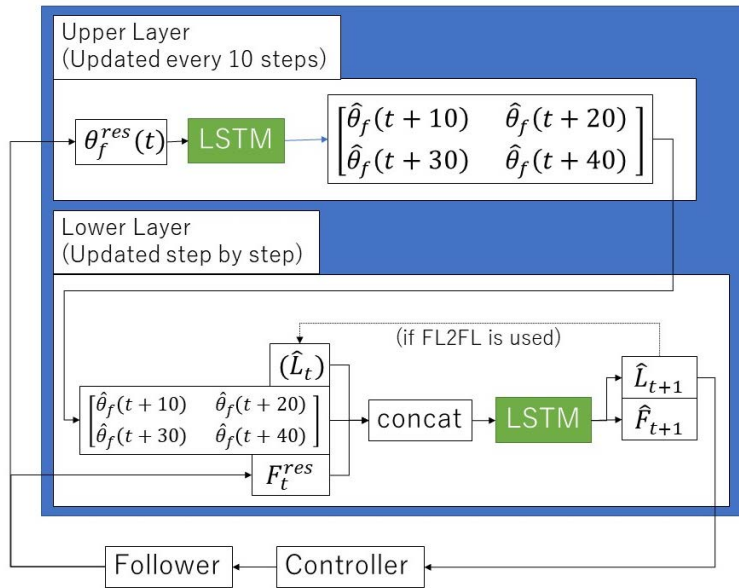 Upper Layer
(Updated every 10 steps)
θ_f^{res}(t)
LSTM
[θ̂_f(t + 10) θ̂_f(t + 20)
θ̂_f(t + 30) θ̂_f(t + 40)]
Lower Layer
(Updated step by step)
(if FL2FL is used)
(L̂_t)
[θ̂_f(t + 10) θ̂_f(t + 20)
θ̂_f(t + 30) θ̂_f(t + 40)]
F_t^{res}
concat
LSTM
L̂_{t+1}
F̂_{t+1}
Follower
Controller